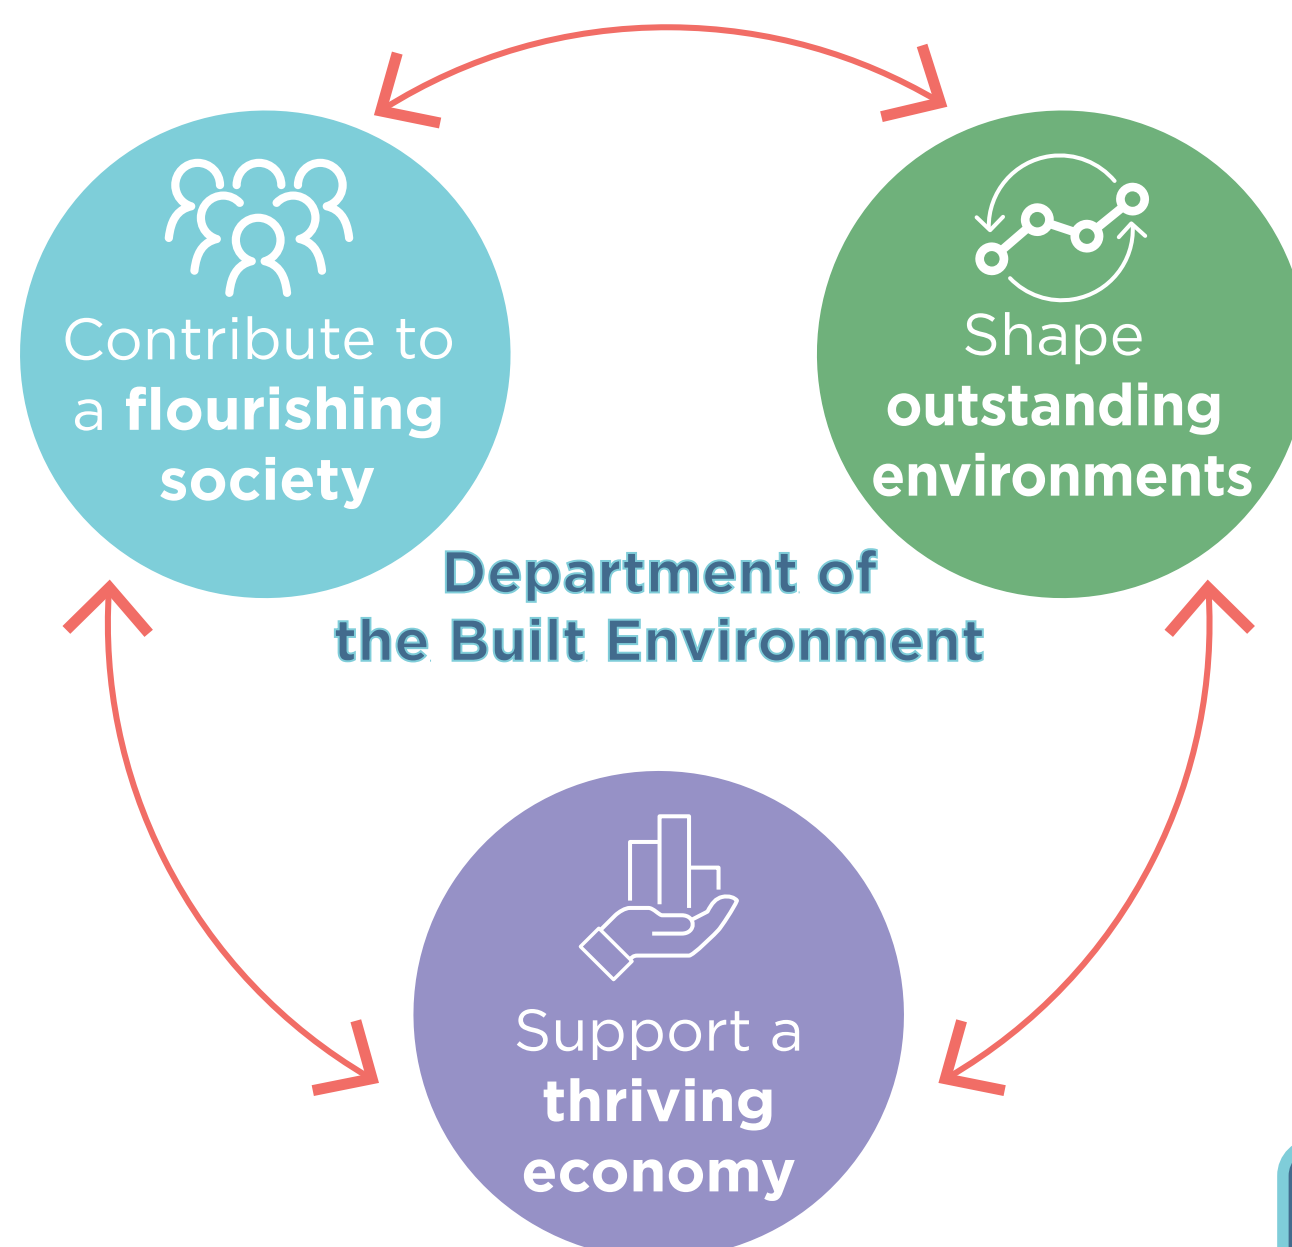 Contribute to
a flourishing
society
Shape
outstanding
environments
Department of
the Built Environment
Support a
thriving
economy